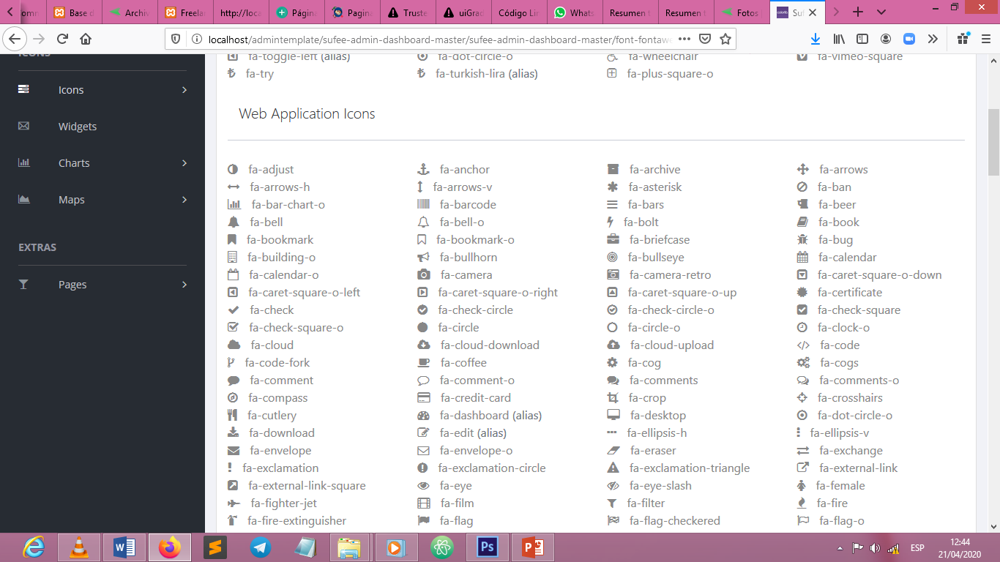 omn
Base d
Archiv
Freela
http://loca
Págine
Pagina
Truste
uiGrad
Código Lin
Whats
Resumen t
Resumen t
Fotos
colorlib
Suf
localhost/admintemplate/sufee-admin-dashboard-master/sufee-admin-dashboard-master/font-fontawe
ICONS
Icons
Widgets
Charts
Maps
EXTRAS
Pages
fa-toggle-left (alias) fa-dot-circle-o fa-wheelchair fa-vimeo-square
fa-try fa-turkish-lira (alias) fa-plus-square-o
Web Application Icons
fa-adjust fa-anchor fa-archive fa-arrows
fa-arrows-h fa-arrows-v fa-asterisk fa-ban
fa-bar-chart-o fa-barcode fa-bars fa-beer
fa-bell fa-bell-o fa-bolt fa-book
fa-bookmark fa-bookmark-o fa-briefcase fa-bug
fa-building-o fa-bullhorn fa-bullseye fa-calendar
fa-calendar-o fa-camera fa-camera-retro fa-caret-square-o-down
fa-caret-square-o-left fa-caret-square-o-right fa-caret-square-o-up fa-certificate
fa-check fa-check-circle fa-check-circle-o fa-check-square
fa-check-square-o fa-circle fa-circle-o fa-clock-o
fa-cloud fa-cloud-download fa-cloud-upload fa-code
fa-code-fork fa-coffee fa-cog fa-cogs
fa-comment fa-comment-o fa-comments fa-comments-o
fa-compass fa-credit-card fa-crop fa-crosshairs
fa-cutlery fa-dashboard (alias) fa-desktop fa-dot-circle-o
fa-download fa-edit (alias) fa-ellipsis-h fa-ellipsis-v
fa-envelope fa-envelope-o fa-eraser fa-exchange
fa-exclamation fa-exclamation-circle fa-exclamation-triangle fa-external-link
fa-external-link-square fa-eye fa-eye-slash fa-female
fa-fighter-jet fa-film fa-filter fa-fire
fa-fire-extinguisher fa-flag fa-flag-checkered fa-flag-o
Ps
ESP
12:44
21/04/2020